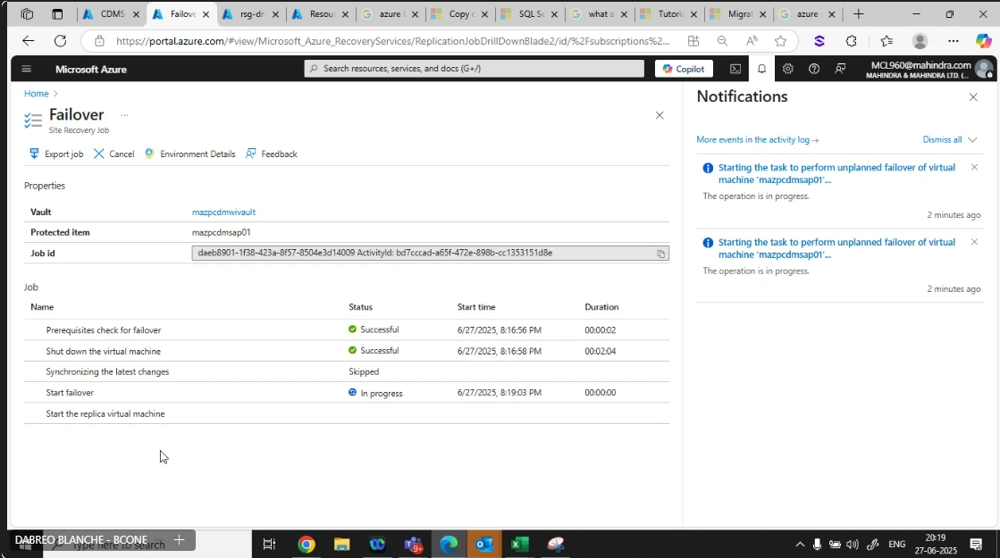 CDMS
Failove
rsg-dr
Resou
azure l
Copy c
SQL Se
what a
Tutoria
Migrat
azure
https://portal.azure.com/#view/Microsoft_Azure_RecoveryServices/ReplicationJobDrillDownBlade2/id/%2Fsubscriptions%2...
Microsoft Azure
Search resources, services, and docs (G+/)
Copilot
MCL960@mahindra.com
MAHINDRA & MAHINDRA LTD. (...
Home >
Failover ...
Site Recovery Job
Export job
Cancel
Environment Details
Feedback
Properties
Vault mazpcdmwivault
Protected item mazpcdmsap01
Job id daeb8901-1f38-423a-8f57-8504e3d14009 ActivityId: bd7cccad-a65f-472e-898b-cc1353151d8e
Job
Name Status Start time Duration
Prerequisites check for failover Successful 6/27/2025, 8:16:56 PM 00:00:02
Shut down the virtual machine Successful 6/27/2025, 8:16:58 PM 00:02:04
Synchronizing the latest changes Skipped
Start failover In progress 6/27/2025, 8:19:03 PM 00:00:00
Start the replica virtual machine
Notifications
More events in the activity log →
Dismiss all
Starting the task to perform unplanned failover of virtual
machine 'mazpcdmsap01'...
The operation is in progress.
2 minutes ago
Starting the task to perform unplanned failover of virtual
machine 'mazpcdmsap01'...
The operation is in progress.
2 minutes ago
DABREO BLANCHE - BCONE
Type here to search
9+
ENG
20:19
27-06-2025